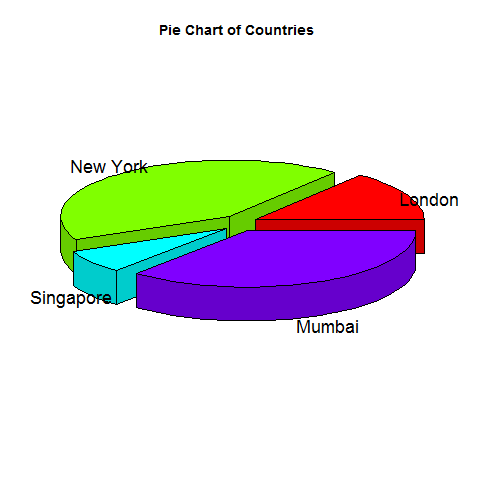 Pie Chart of Countries
New York
London
Singapore
Mumbai